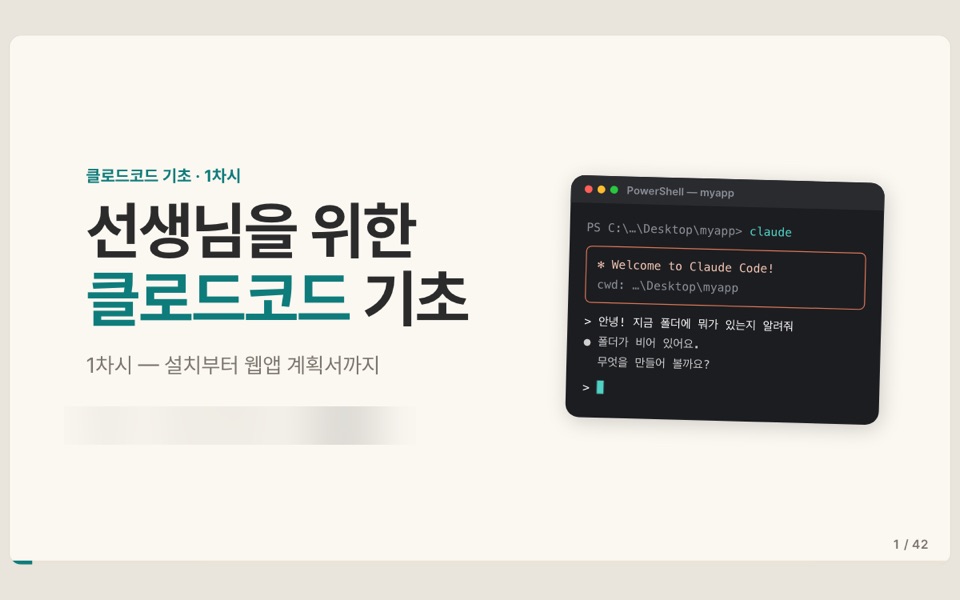 클로드코드 기초 · 1차시
선생님을 위한
클로드코드 기초
1차시 — 설치부터 웹앱 계획서까지
PowerShell — myapp
PS C:\…\Desktop\myapp> claude
✻ Welcome to Claude Code!
cwd: …\Desktop\myapp
> 안녕! 지금 폴더에 뭐가 있는지 알려줘
● 폴더가 비어 있어요.
무엇을 만들어 볼까요?
>
1 / 42